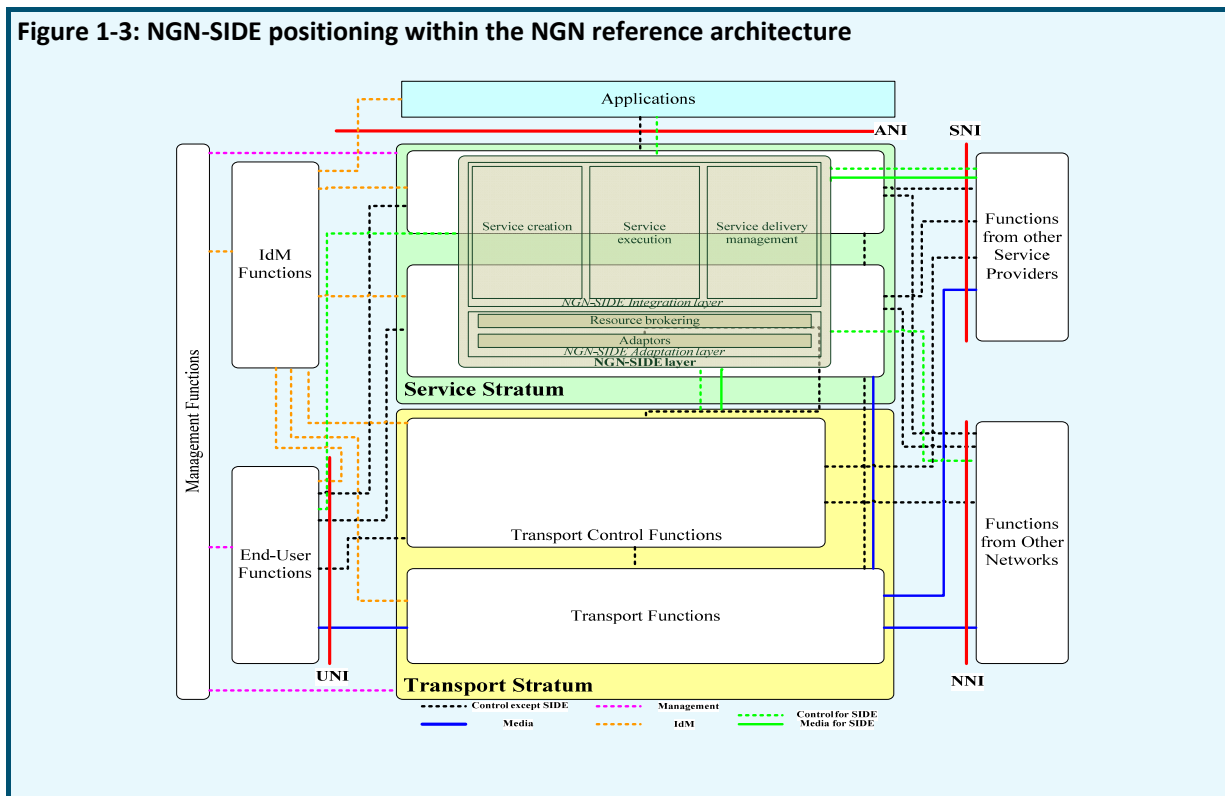 Figure 1-3: NGN-SIDE positioning within the NGN reference architecture
Applications
ANI
SNI
Management Functions
IdM
Functions
Service creation
Service
execution
Service delivery
management
NGN-SIDE Integration layer
Resource brokering
Adaptors
NGN-SIDE Adaptation layer
NGN-SIDE layer
Service Stratum
Functions
from other
Service
Providers
End-User
Functions
UNI
Transport Control Functions
Transport Functions
Transport Stratum
Functions
from Other
Networks
NNI
Control except SIDE
Management
Control for SIDE
Media
IdM
Media for SIDE